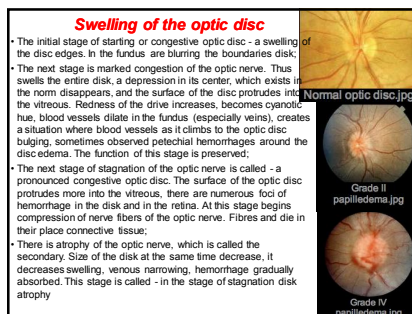 Swelling of the optic disc
• The initial stage of starting or congestive optic disc - a swelling of
the disc edges. In the fundus are blurring the boundaries disk;
• The next stage is marked congestion of the optic nerve. Thus
swells the entire disk, a depression in its center, which exists in
the norm disappears, and the surface of the disc protrudes into
the vitreous. Redness of the drive increases, becomes cyanotic
hue, blood vessels dilate in the fundus (especially veins), creates
a situation where blood vessels as it climbs to the optic disc
bulging, sometimes observed petechial hemorrhages around the
disc edema. The function of this stage is preserved;
• The next stage of stagnation of the optic nerve is called - a
pronounced congestive optic disc. The surface of the optic disc
protrudes more into the vitreous, there are numerous foci of
hemorrhage in the disk and in the retina. At this stage begins
compression of nerve fibers of the optic nerve. Fibres and die in
their place connective tissue;
• There is atrophy of the optic nerve, which is called the
secondary. Size of the disk at the same time decrease, it
decreases swelling, venous narrowing, hemorrhage gradually
absorbed. This stage is called - in the stage of stagnation disk
atrophy
Normal optic disc.jpg
Grade II
papilledema.jpg
Grade IV
papilledema.jpg